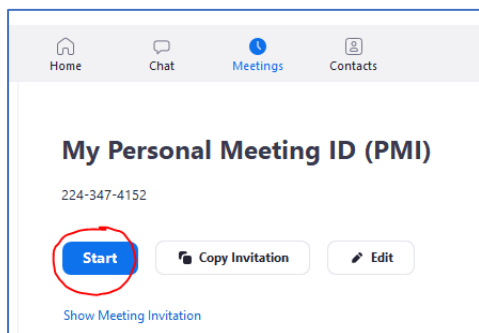 Home Chat Meetings Contacts
My Personal Meeting ID (PMI)
224-347-4152
Start Copy Invitation Edit
Show Meeting Invitation